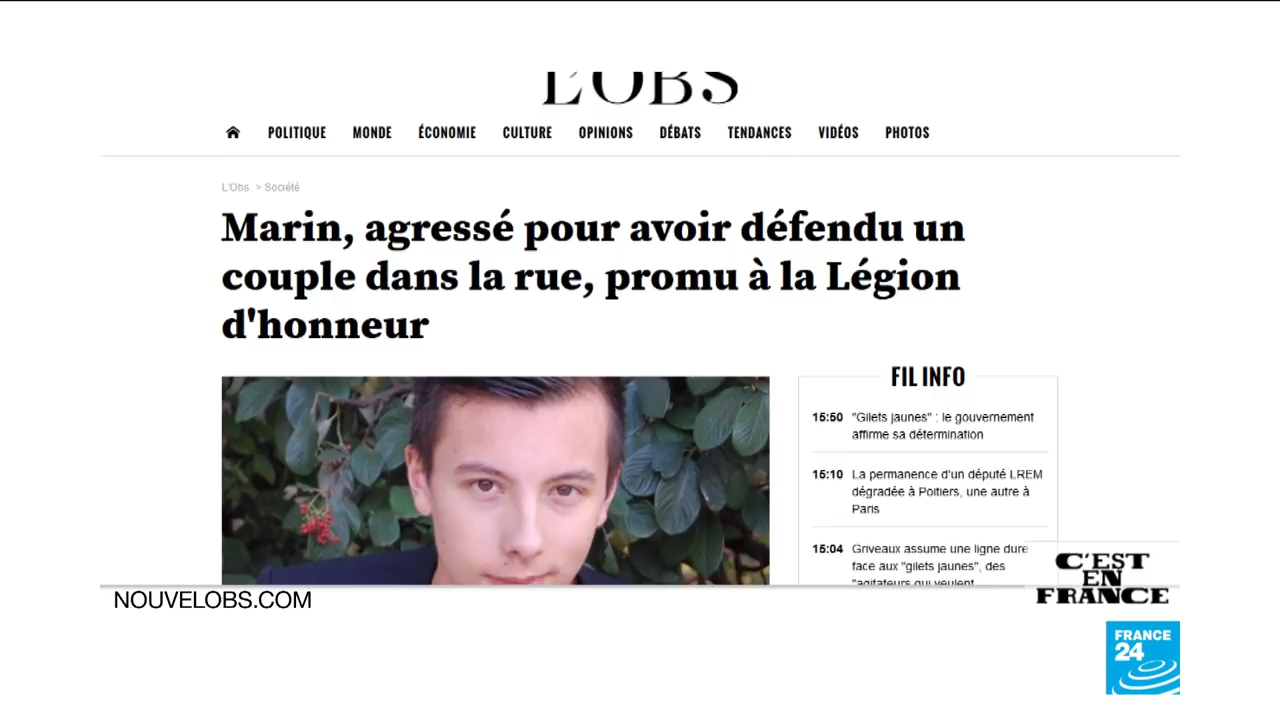 L'OBS
POLITIQUE MONDE ÉCONOMIE CULTURE OPINIONS DÉBATS TENDANCES VIDÉOS PHOTOS
L'Obs > Société
Marin, agressé pour avoir défendu un
couple dans la rue, promu à la Légion
d'honneur
FIL INFO
15:50 "Gilets jaunes" : le gouvernement
affirme sa détermination
15:10 La permanence d'un député LREM
dégradée à Poitiers, une autre à
Paris
15:04 Griveaux assume une ligne dure
face aux "gilets jaunes", des
"agitateurs qui veulent
C'EST
EN
FRANCE
NOUVELOBS.COM
FRANCE
24